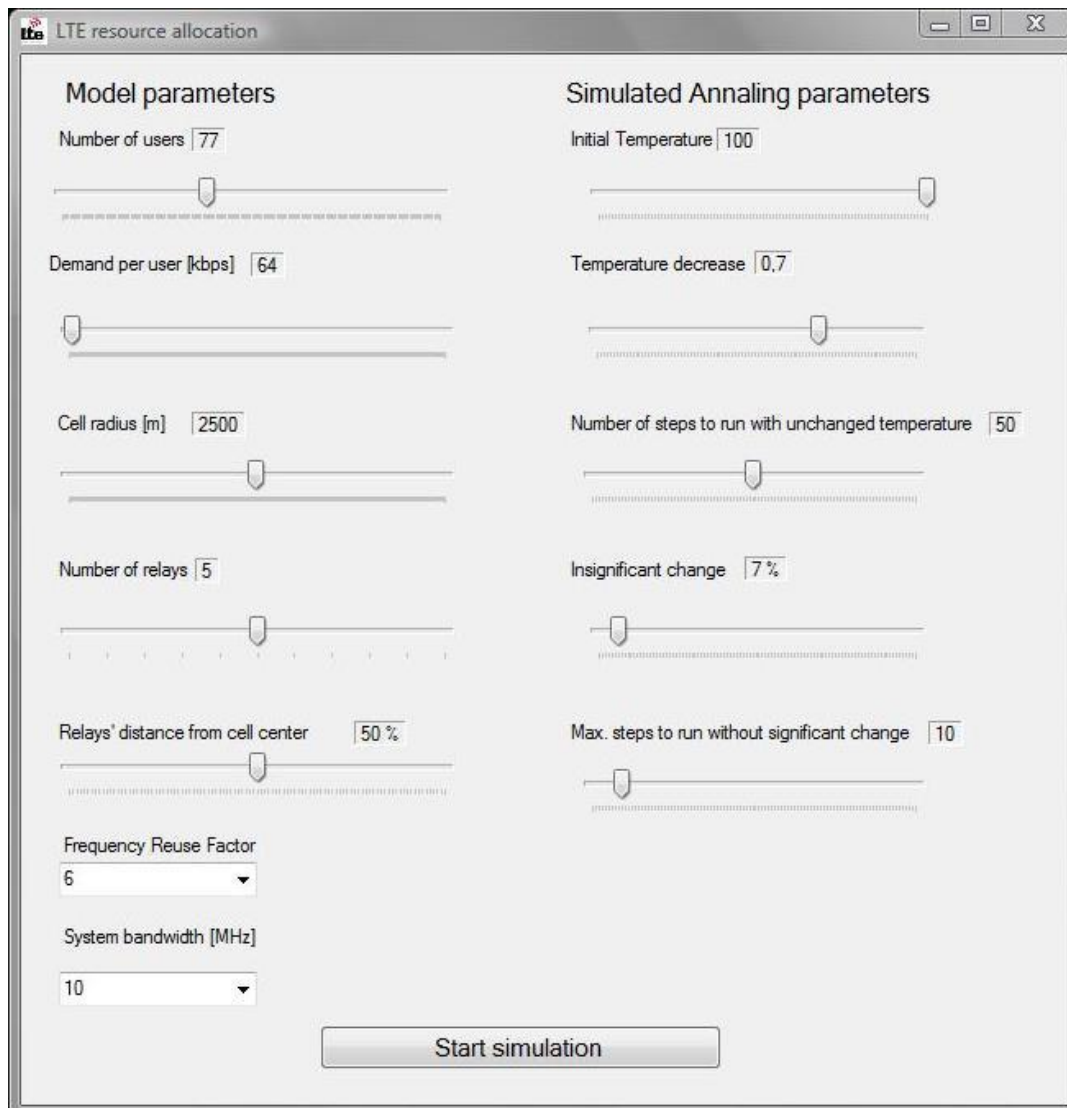 lte LTE resource allocation
Model parameters
Number of users 77
Demand per user [kbps] 64
Cell radius [m] 2500
Number of relays 5
Relays' distance from cell center 50 %
Frequency Reuse Factor
6
System bandwidth [MHz]
10
Simulated Annaling parameters
Initial Temperature 100
Temperature decrease 0,7
Number of steps to run with unchanged temperature 50
Insignificant change 7 %
Max. steps to run without significant change 10
Start simulation